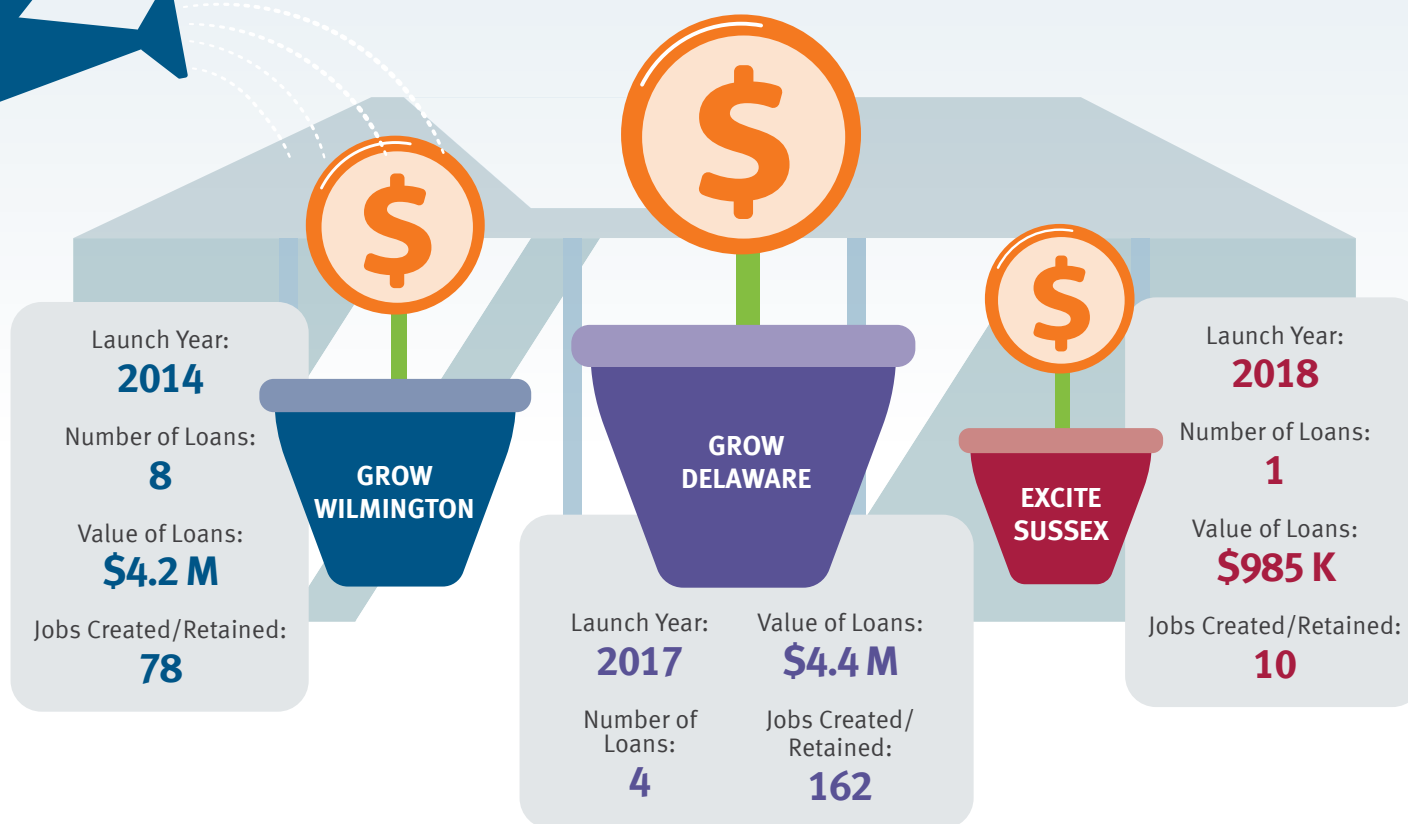 $
GROW
WILMINGTON
Launch Year:
2014
Number of Loans:
8
Value of Loans:
$4.2 M
Jobs Created/Retained:
78
$
GROW
DELAWARE
Launch Year:
2017
Number of
Loans:
4
Value of Loans:
$4.4 M
Jobs Created/
Retained:
162
$
EXCITE
SUSSEX
Launch Year:
2018
Number of Loans:
1
Value of Loans:
$985 K
Jobs Created/Retained:
10